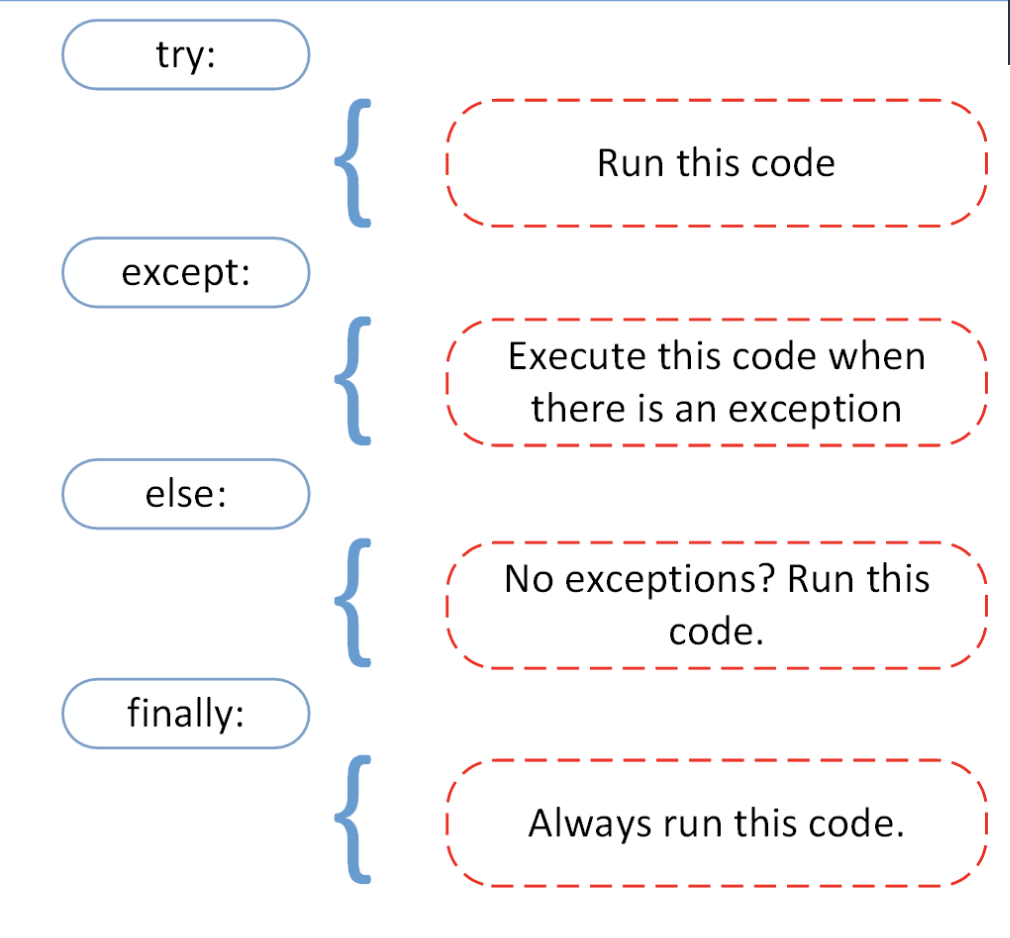 try:
Run this code
except:
Execute this code when
there is an exception
else:
No exceptions? Run this
code.
finally:
Always run this code.